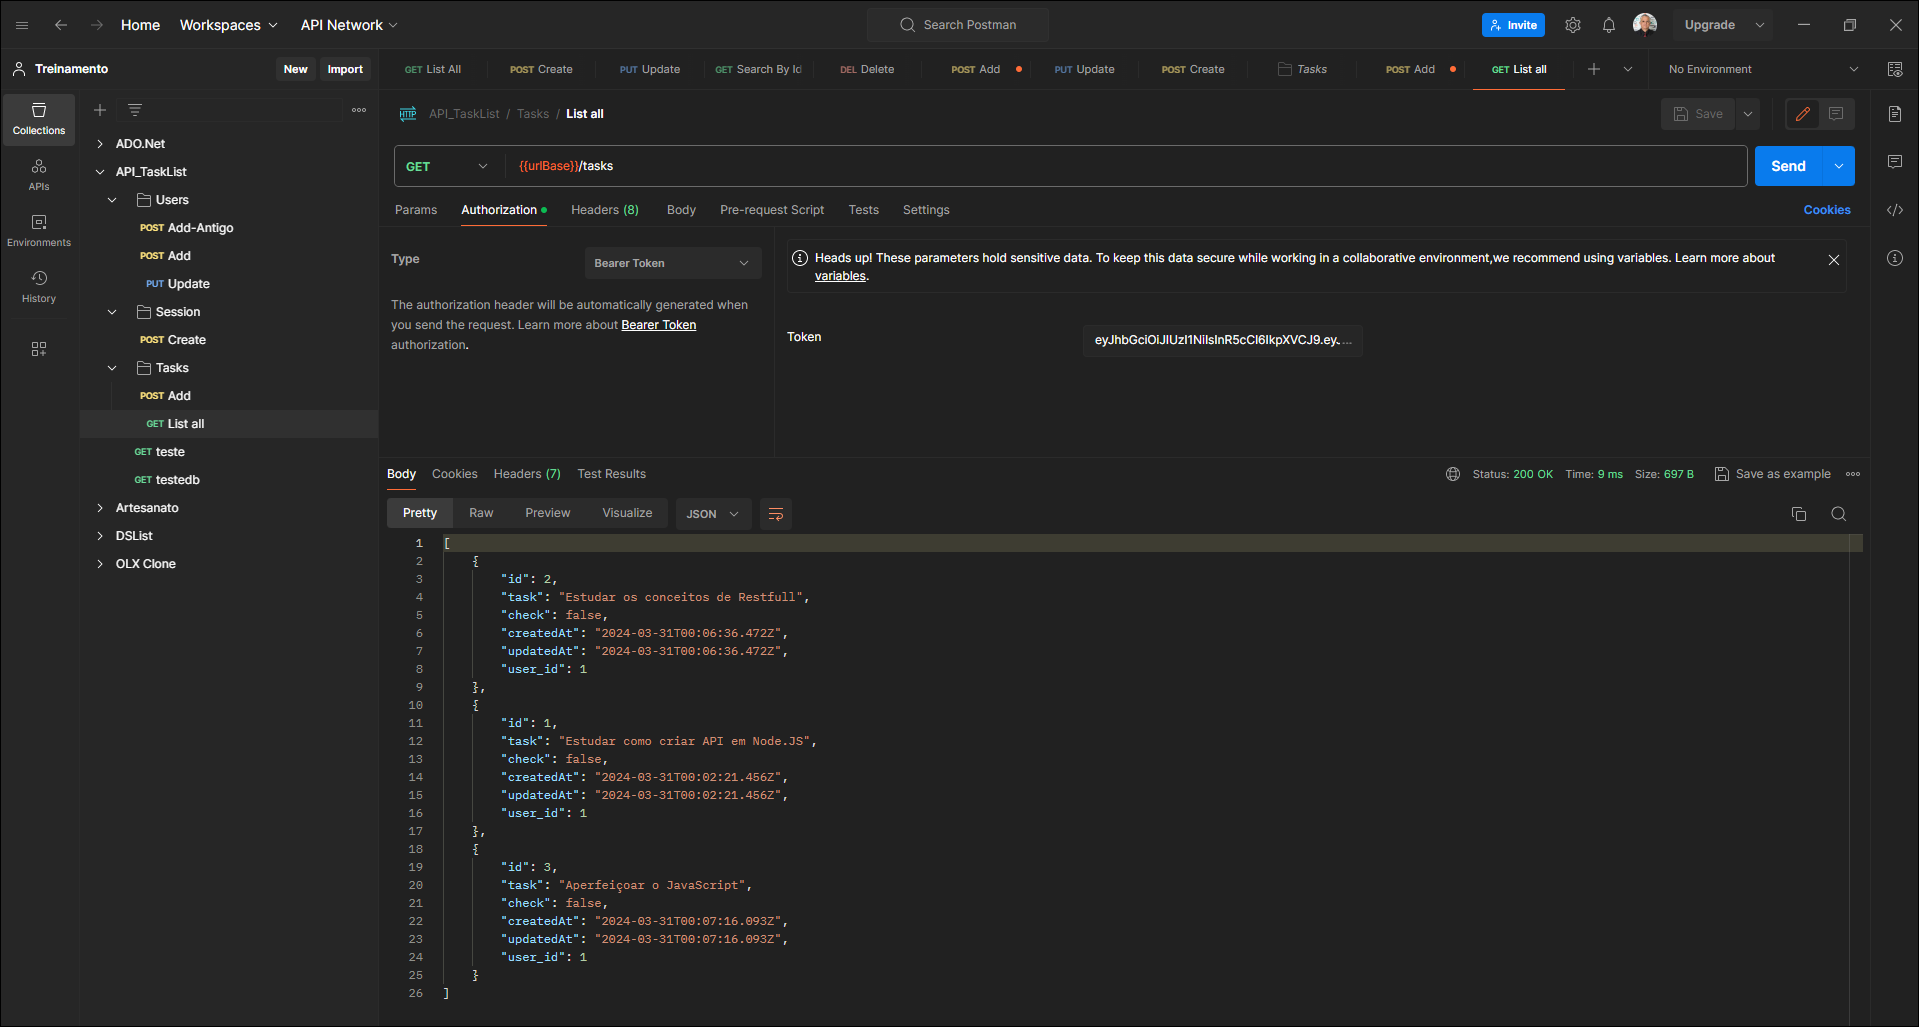 Home Workspaces API Network Search Postman Invite Upgrade
Treinamento New Import GET List All POST Create PUT Update GET Search By Id DEL Delete POST Add PUT Update POST Create Tasks POST Add GET List all No Environment
Collections
APIs
Environments
History
ADO.Net
API_TaskList
Users
POST Add-Antigo
POST Add
PUT Update
Session
POST Create
Tasks
POST Add
GET List all
GET teste
GET testedb
Artesanato
DSList
OLX Clone
HTTP API_TaskList / Tasks / List all Save
GET {{urlBase}}/tasks Send
Params Authorization Headers (8) Body Pre-request Script Tests Settings Cookies
Type Bearer Token
The authorization header will be automatically generated when
you send the request. Learn more about Bearer Token
authorization.
Heads up! These parameters hold sensitive data. To keep this data secure while working in a collaborative environment,we recommend using variables. Learn more about
variables.
Token eyJhbGciOiJIUzI1NiIsInR5cCI6IkpXVCJ9.eyJ...
Body Cookies Headers (7) Test Results Status: 200 OK Time: 9 ms Size: 697 B Save as example
Pretty Raw Preview Visualize JSON
1 [
2 {
3 "id": 2,
4 "task": "Estudar os conceitos de Restfull",
5 "check": false,
6 "createdAt": "2024-03-31T00:06:36.472Z",
7 "updatedAt": "2024-03-31T00:06:36.472Z",
8 "user_id": 1
9 },
10 {
11 "id": 1,
12 "task": "Estudar como criar API em Node.JS",
13 "check": false,
14 "createdAt": "2024-03-31T00:02:21.456Z",
15 "updatedAt": "2024-03-31T00:02:21.456Z",
16 "user_id": 1
17 },
18 {
19 "id": 3,
20 "task": "Aperfeiçoar o JavaScript",
21 "check": false,
22 "createdAt": "2024-03-31T00:07:16.093Z",
23 "updatedAt": "2024-03-31T00:07:16.093Z",
24 "user_id": 1
25 }
26 ]